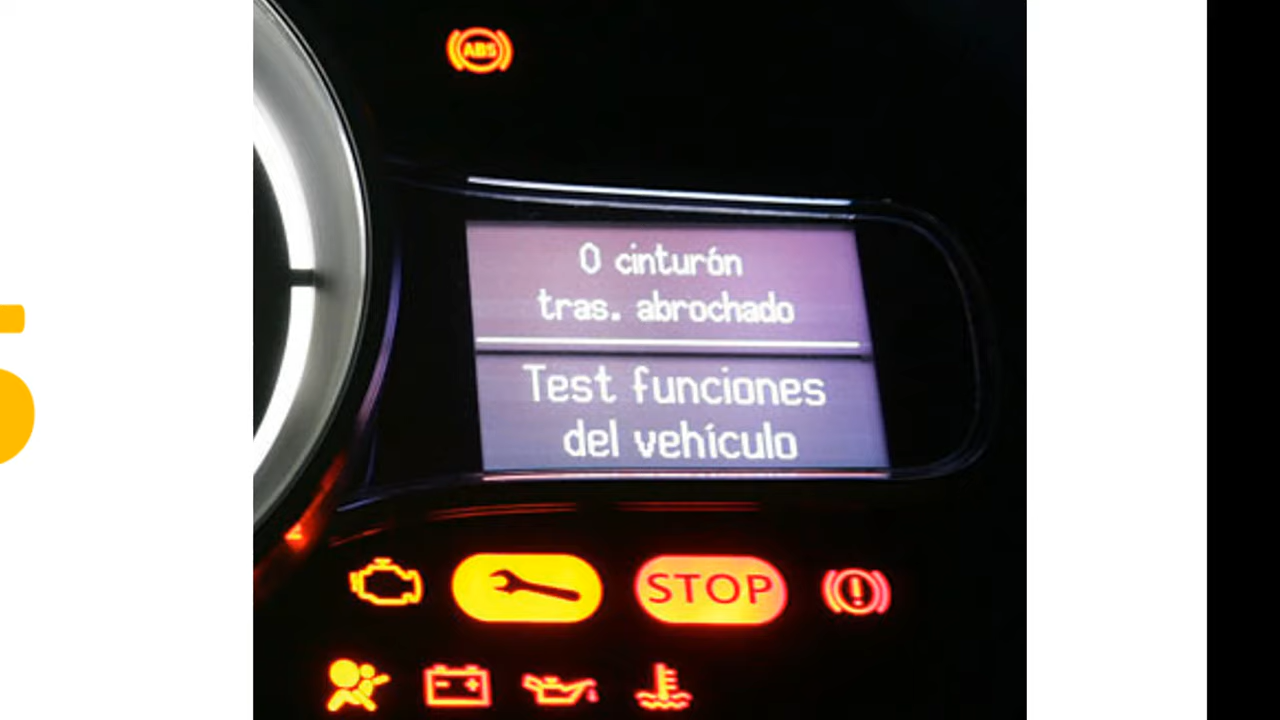 ABS
0 cinturón
tras. abrochado
Test funciones
del vehículo
STOP